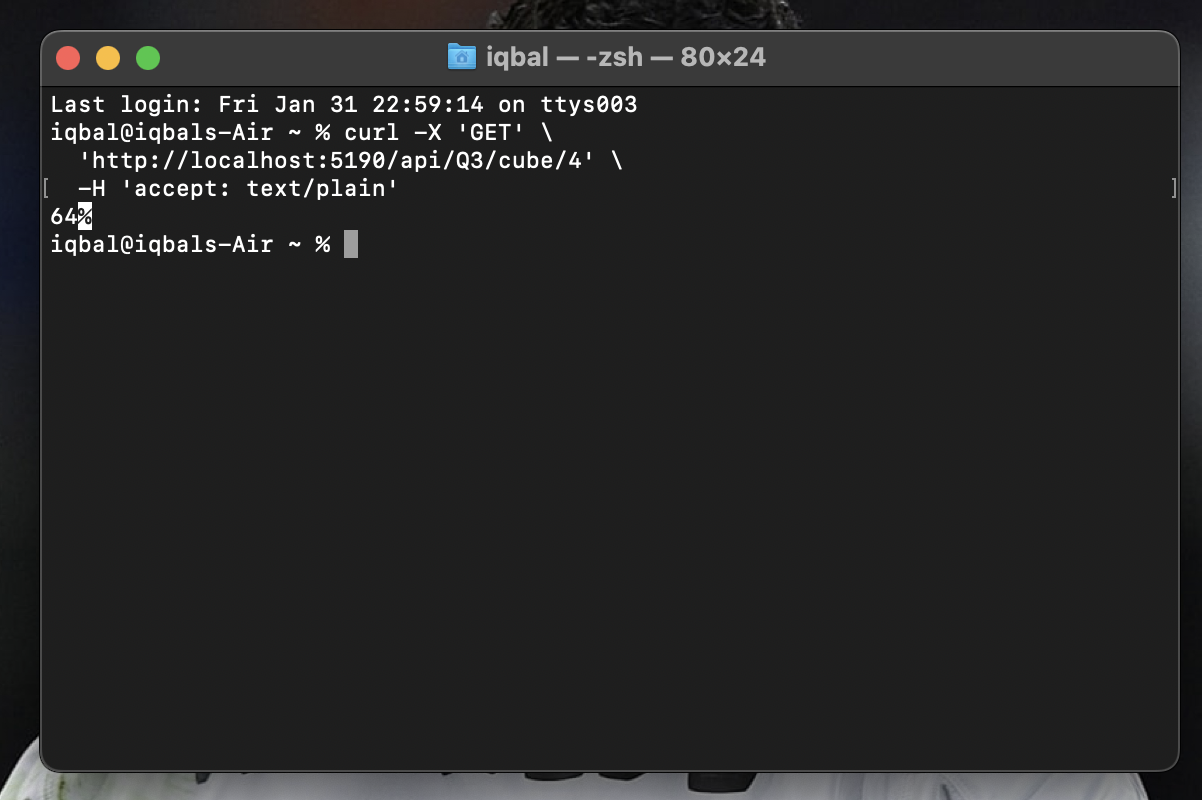 iqbal — -zsh — 80×24
Last login: Fri Jan 31 22:59:14 on ttys003
iqbal@iqbals-Air ~ % curl -X 'GET' \
  'http://localhost:5190/api/Q3/cube/4' \
[  -H 'accept: text/plain' ]
64%
iqbal@iqbals-Air ~ %